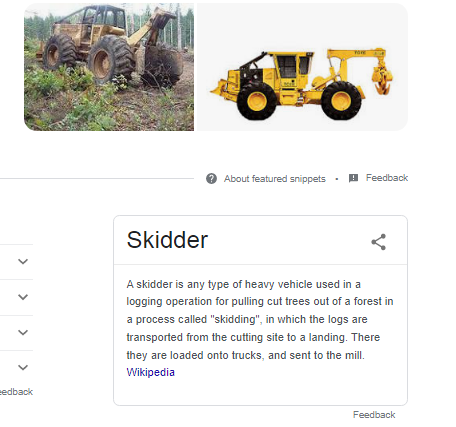 About featured snippets • Feedback
Skidder
A skidder is any type of heavy vehicle used in a
logging operation for pulling cut trees out of a forest in
a process called "skidding", in which the logs are
transported from the cutting site to a landing. There
they are loaded onto trucks, and sent to the mill.
Wikipedia
eedback
Feedback